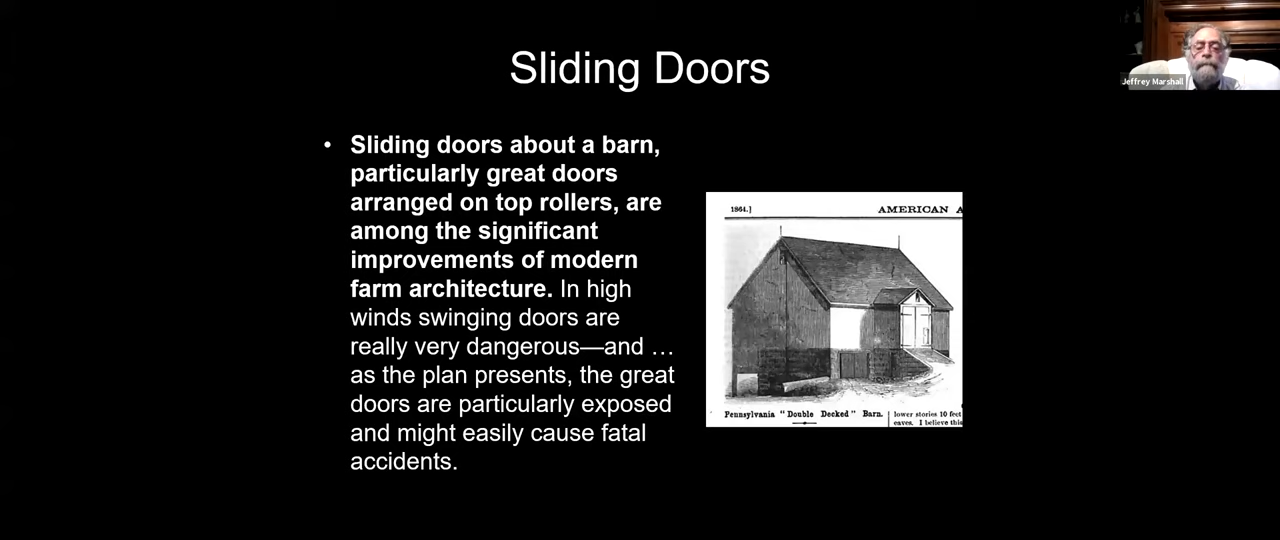 Sliding Doors
Jeffrey Marshall
• Sliding doors about a barn,
particularly great doors
arranged on top rollers, are
among the significant
improvements of modern
farm architecture. In high
winds swinging doors are
really very dangerous—and …
as the plan presents, the great
doors are particularly exposed
and might easily cause fatal
accidents.
1864.] AMERICAN A
Pennsylvania "Double Decked" Barn.
lower stories 10 feet
eaves. I believe this